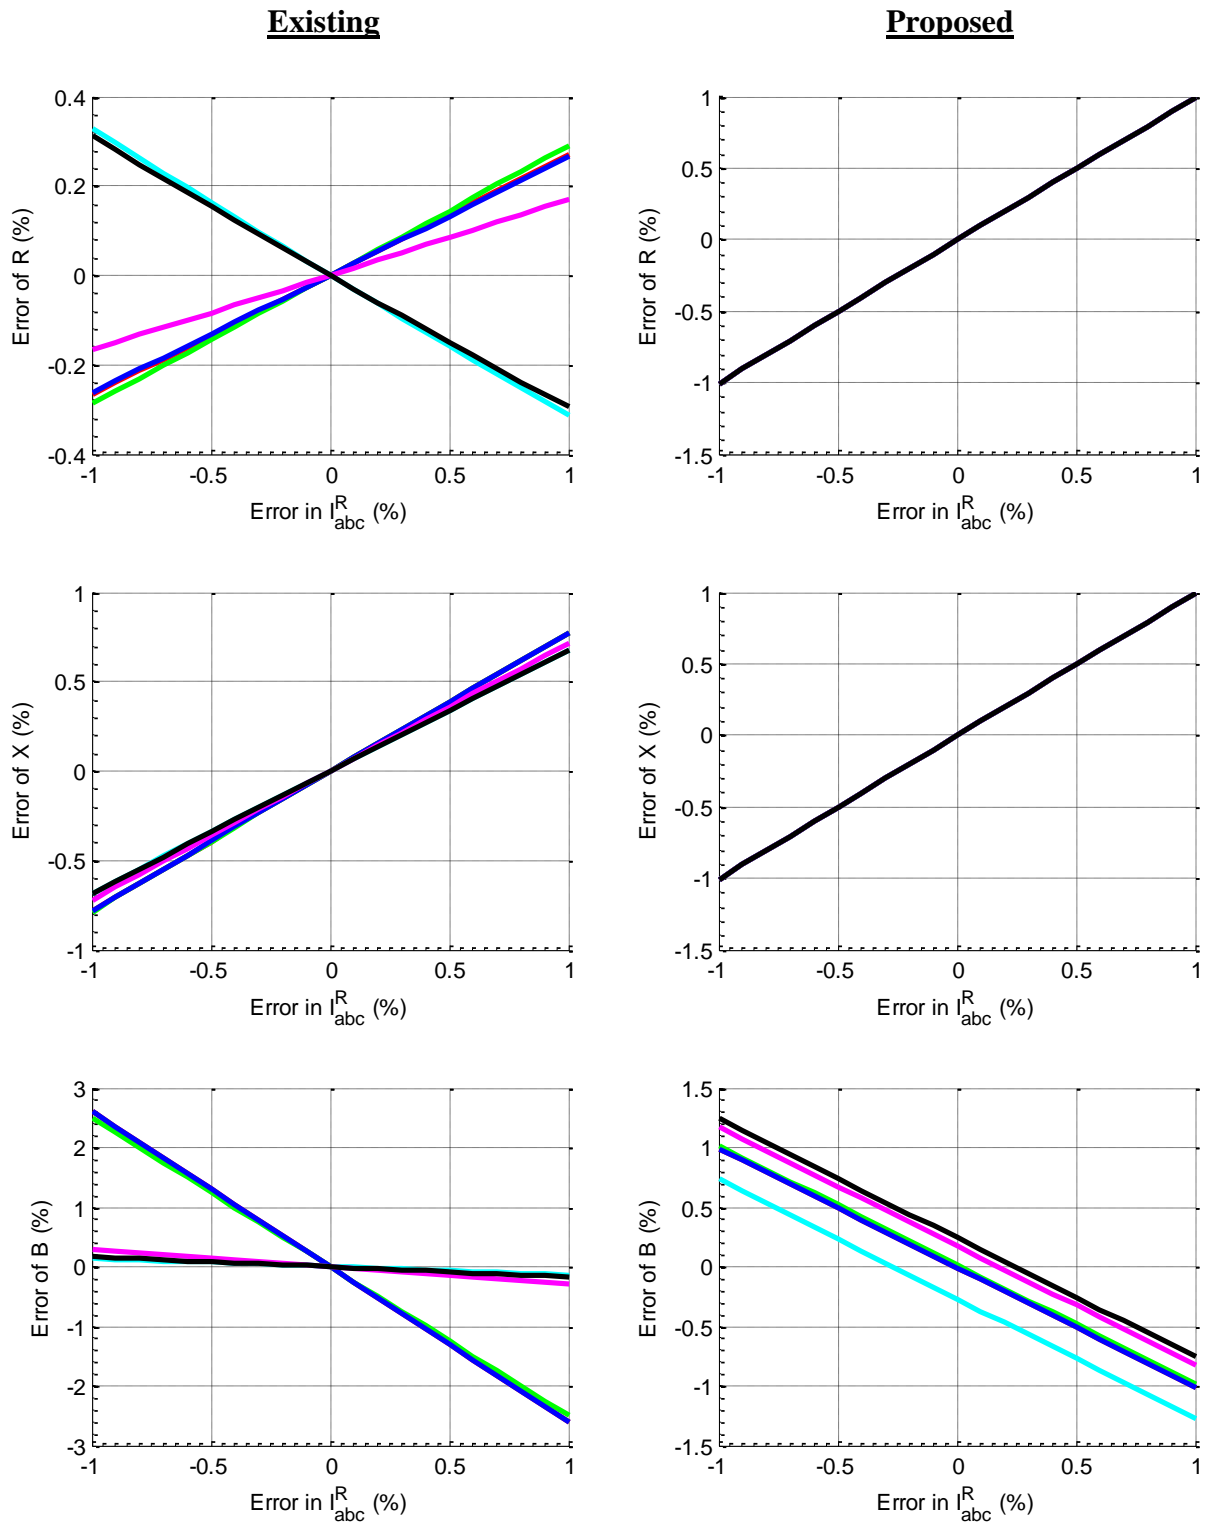 Existing
Proposed
0.4
0.2
0
-0.2
-0.4
Error of R (%)
-1 -0.5 0 0.5 1
Error in I^R_abc (%)
1
0.5
0
-0.5
-1
-1.5
Error of R (%)
-1 -0.5 0 0.5 1
Error in I^R_abc (%)
1
0.5
0
-0.5
-1
Error of X (%)
-1 -0.5 0 0.5 1
Error in I^R_abc (%)
1
0.5
0
-0.5
-1
-1.5
Error of X (%)
-1 -0.5 0 0.5 1
Error in I^R_abc (%)
3
2
1
0
-1
-2
-3
Error of B (%)
-1 -0.5 0 0.5 1
Error in I^R_abc (%)
1.5
1
0.5
0
-0.5
-1
-1.5
Error of B (%)
-1 -0.5 0 0.5 1
Error in I^R_abc (%)